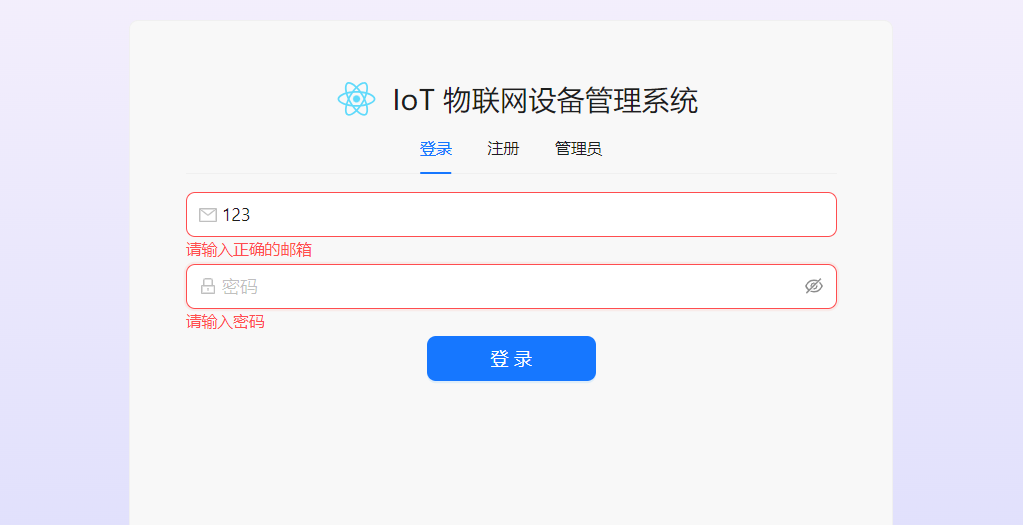 IoT 物联网设备管理系统
登录 注册 管理员
123
请输入正确的邮箱
密码
请输入密码
登 录